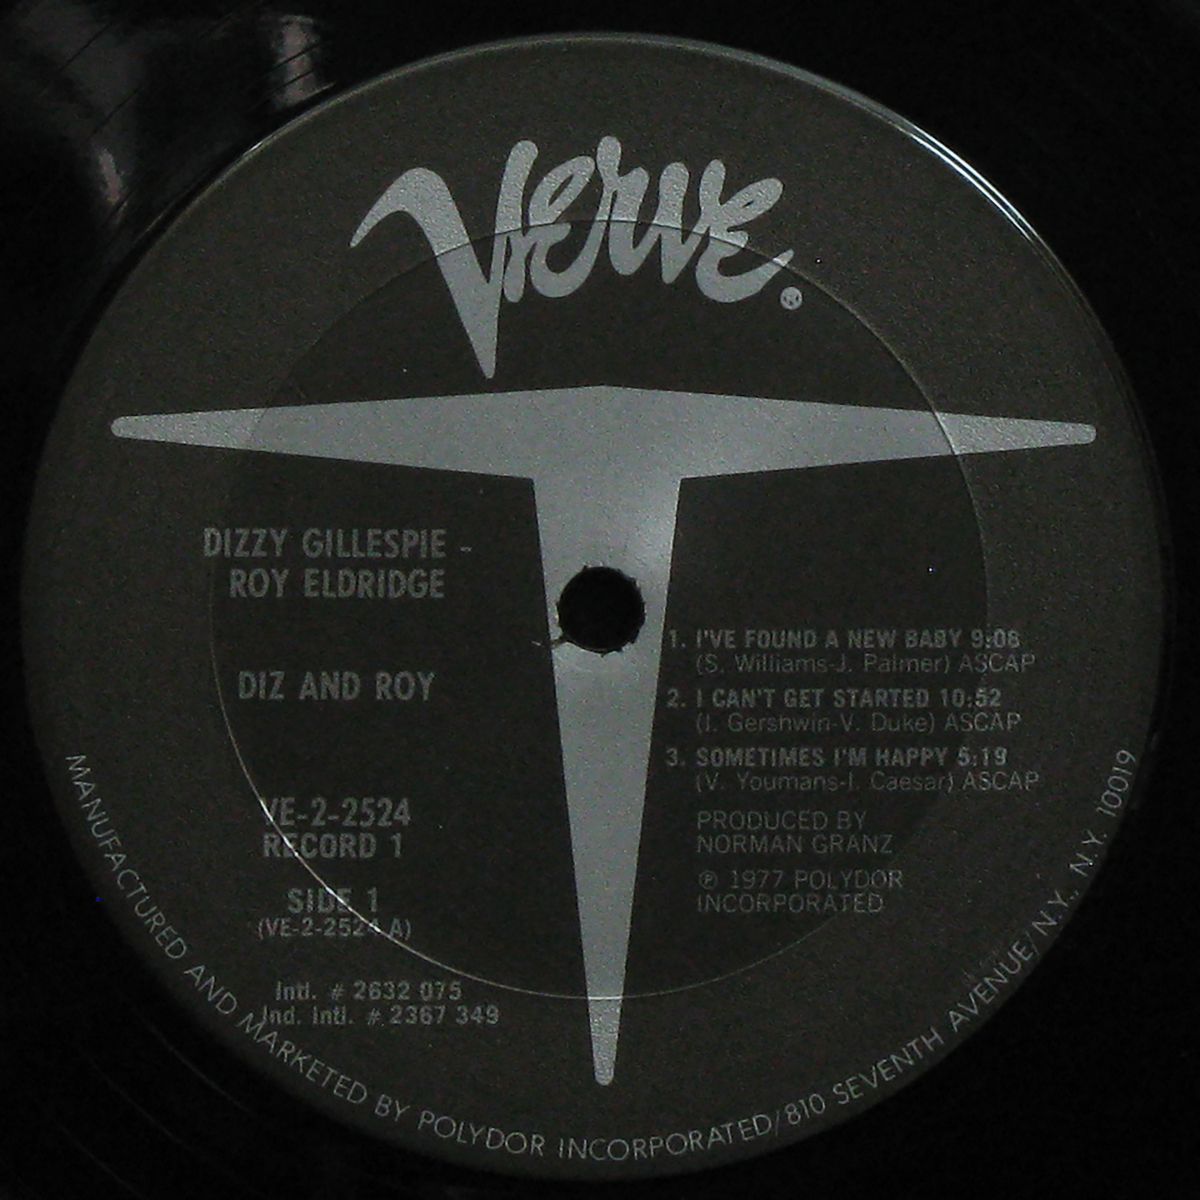 Verve®
DIZZY GILLESPIE -
ROY ELDRIDGE
DIZ AND ROY
VE-2-2524
RECORD 1
SIDE 1
(VE-2-2524 A)
Intl. # 2632 075
Ind. Intl. # 2367 349
1. I'VE FOUND A NEW BABY 9:08
(S. Williams-J. Palmer) ASCAP
2. I CAN'T GET STARTED 10:52
(I. Gershwin-V. Duke) ASCAP
3. SOMETIMES I'M HAPPY 5:19
(V. Youmans-I. Caesar) ASCAP
PRODUCED BY
NORMAN GRANZ
℗ 1977 POLYDOR
INCORPORATED
MANUFACTURED AND MARKETED BY POLYDOR INCORPORATED/810 SEVENTH AVENUE/N.Y., N.Y. 10019